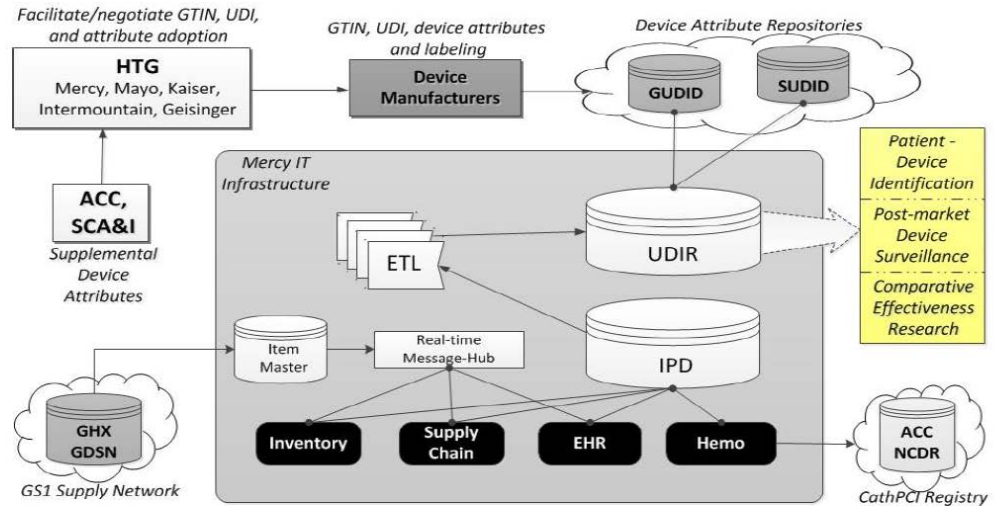 Facilitate/negotiate GTIN, UDI,
and attribute adoption
HTG
Mercy, Mayo, Kaiser,
Intermountain, Geisinger
GTIN, UDI, device attributes
and labeling
Device
Manufacturers
Device Attribute Repositories
GUDID
SUDID
ACC,
SCA&I
Supplemental
Device
Attributes
Mercy IT
Infrastructure
ETL
UDIR
Patient -
Device
Identification
Post-market
Device
Surveillance
Comparative
Effectiveness
Research
Item
Master
Real-time
Message-Hub
IPD
GHX
GDSN
GS1 Supply Network
Inventory
Supply
Chain
EHR
Hemo
ACC
NCDR
CathPCI Registry